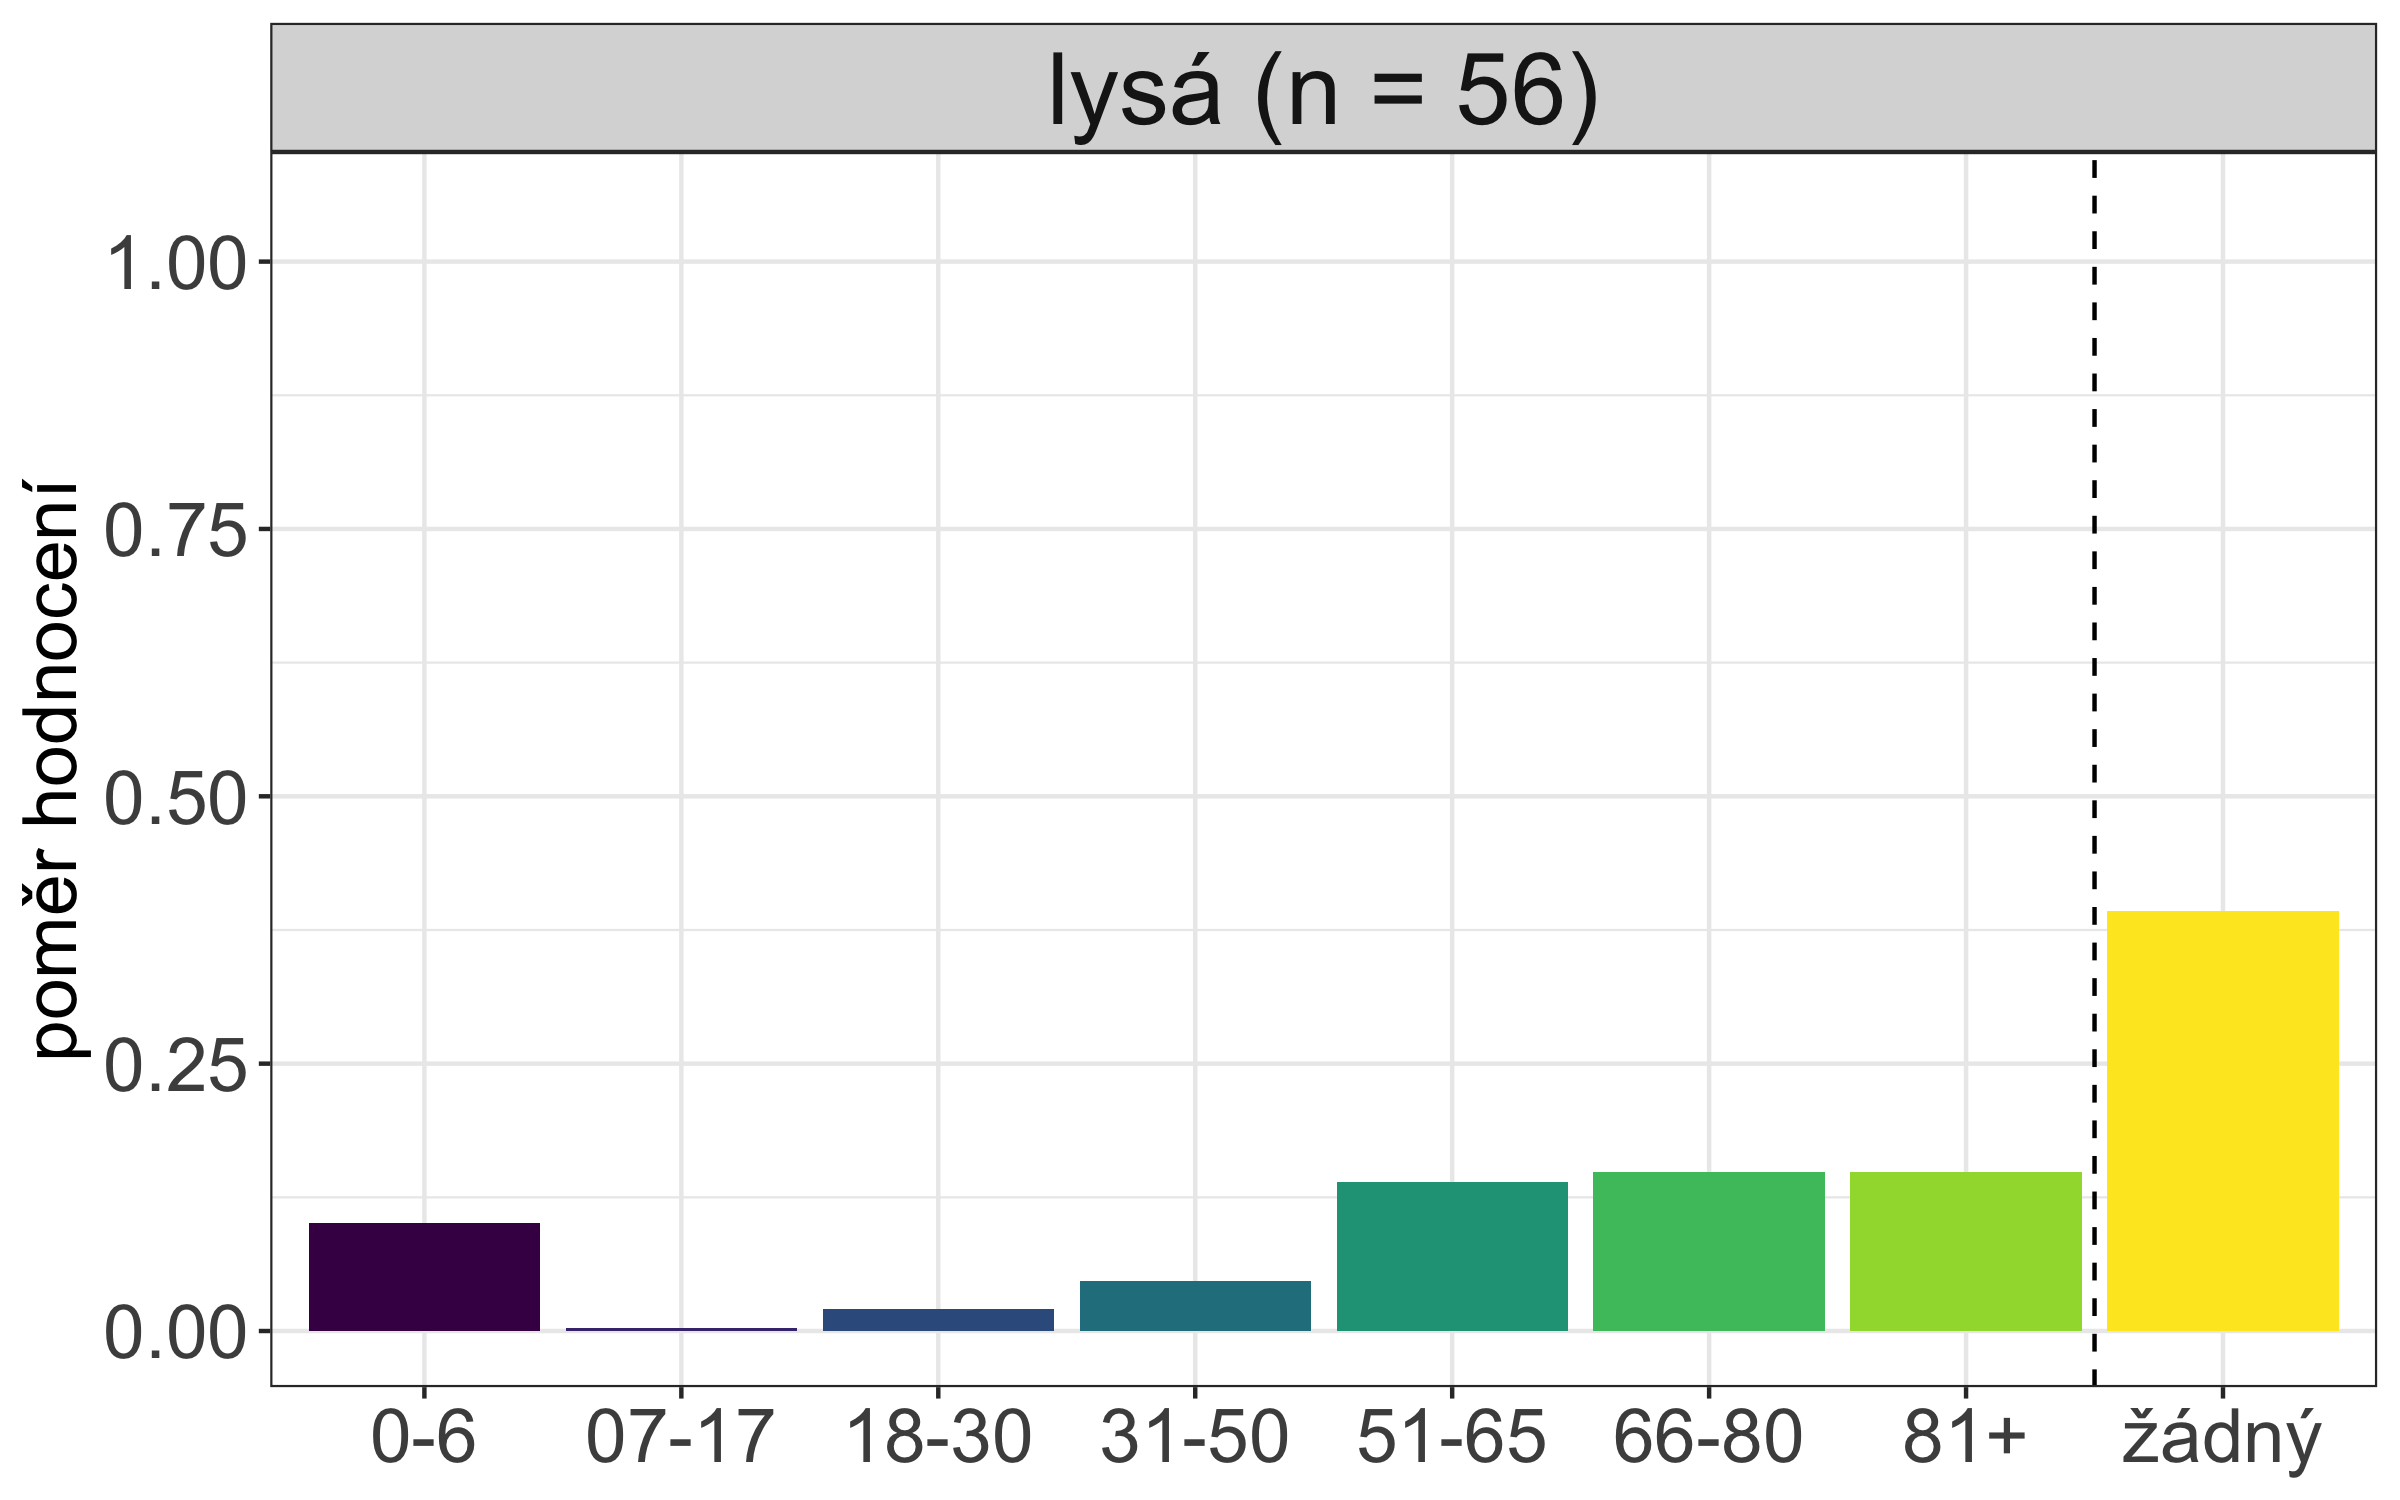 lysá (n = 56)
poměr hodnocení
1.00
0.75
0.50
0.25
0.00
0-6 07-17 18-30 31-50 51-65 66-80 81+ žádný